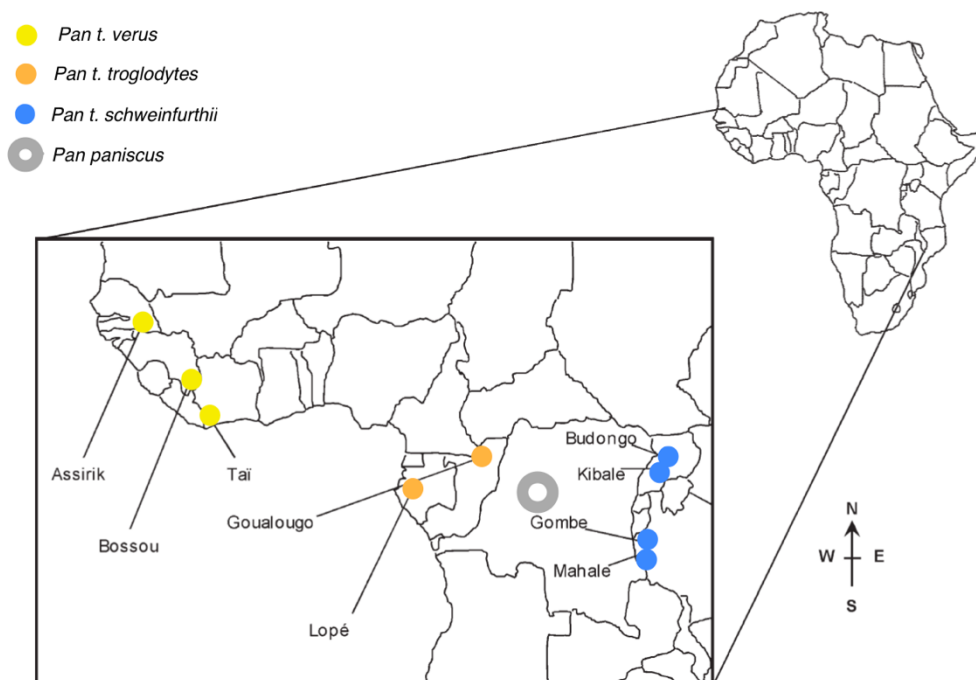 Pan t. verus
Pan t. troglodytes
Pan t. schweinfurthii
Pan paniscus
Budongo
Kibale
Assirik
Taï
Goualougo
Gombe
Bossou
Mahale
Lopé
N
W E
S